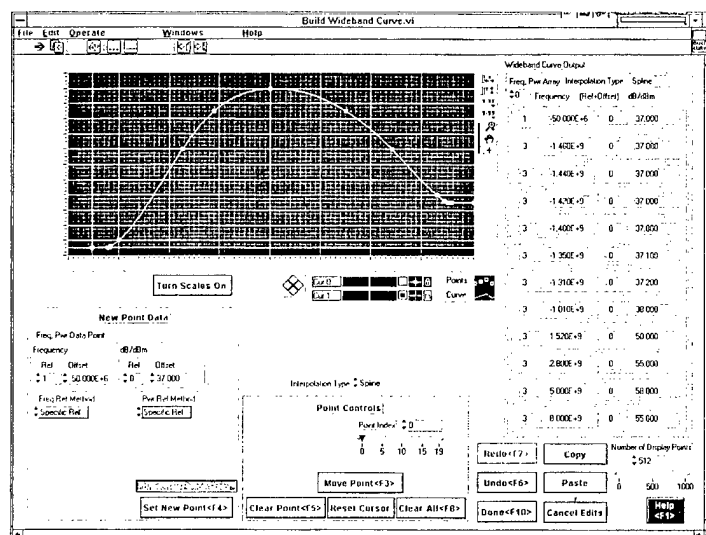 Build Wideband Curve.vi
File Edit Operate Windows Help
Wideband Curve Output
Freq, Pwr Array Interpolation Type Spline
0 Frequency (Ref+Offset) dB/dBm
1 -50.000E+6 0 37.000
3 -1.460E+9 0 37.000
3 -1.440E+9 0 37.000
3 -1.420E+9 0 37.000
3 -1.400E+9 0 37.000
3 -1.350E+9 0 37.100
3 -1.310E+9 0 37.200
3 -1.010E+9 0 38.000
3 1.520E+9 0 50.000
3 2.800E+9 0 55.000
3 5.000E+9 0 58.000
3 8.000E+9 0 55.600
Turn Scales On
Cur 0 Points
Cur 1 Curve
New Point Data
Freq, Pwr Data Point
Frequency dB/dBm
Ref Offset Ref Offset
1 50.000E+6 0 37.000
Freq Ref Method Pwr Ref Method
Specific Ref Specific Ref
Interpolation Type Spline
Point Controls
Point Index 0
0 5 10 15 19
Move Point<F3>
Set New Point<F4>
Clear Point<F5>
Reset Cursor
Clear All<F8>
Redo<F7>
Copy
Undo<F6>
Paste
Done<F10>
Cancel Edits
Number of Display Points
512
0 500 1000
Help
<F1>